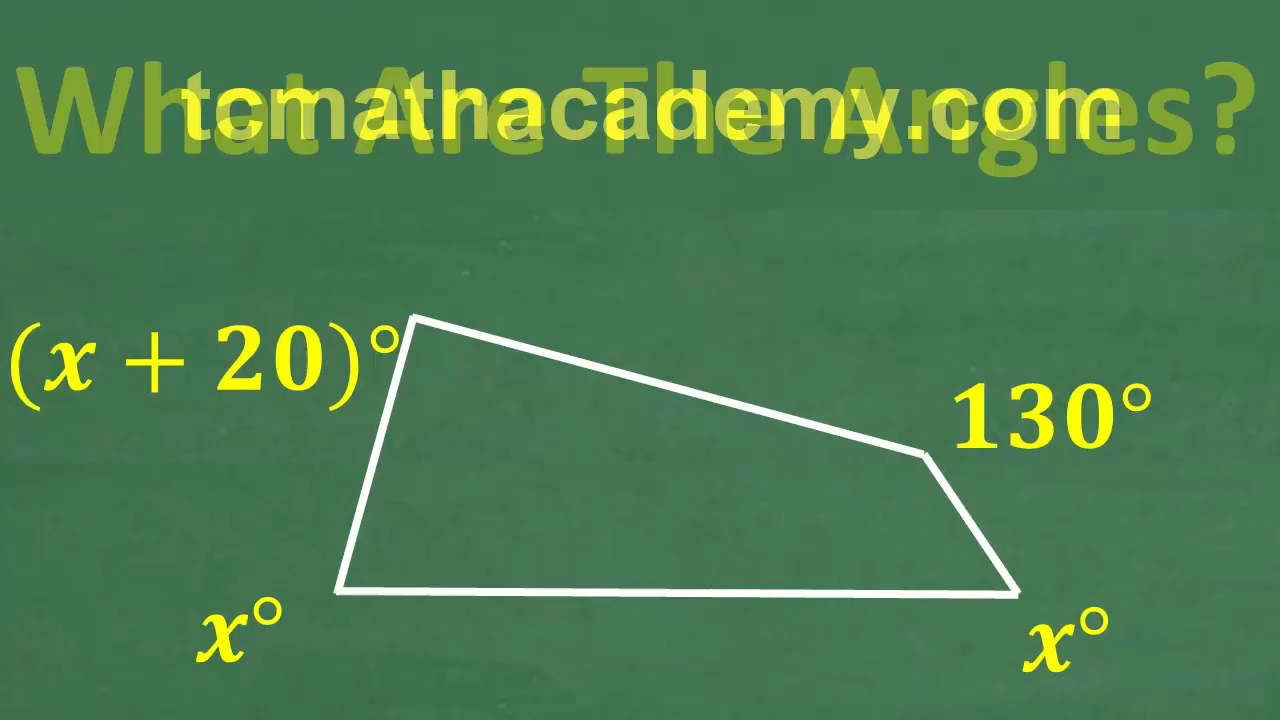 What Are The Angles?
tcmathacademy.com
(x + 20)°
130°
x°
x°